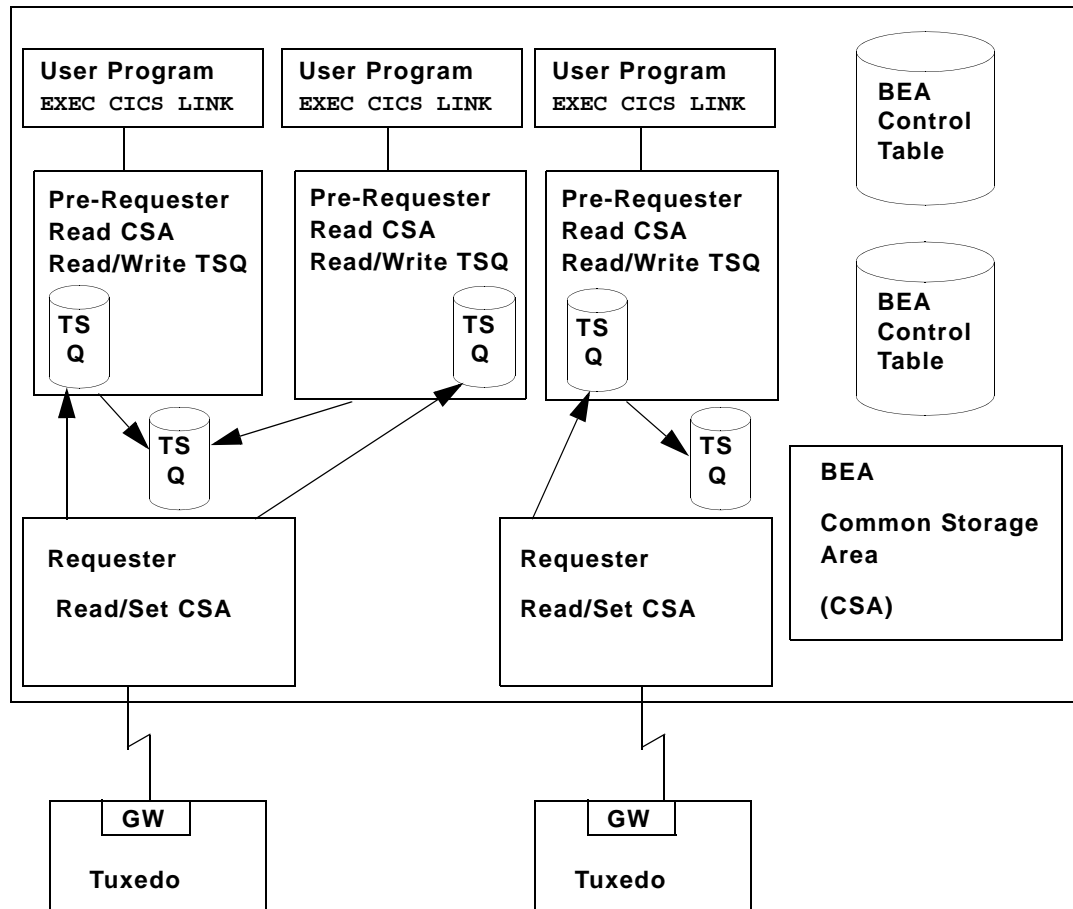 User Program
EXEC CICS LINK
User Program
EXEC CICS LINK
User Program
EXEC CICS LINK
BEA
Control
Table
Pre-Requester
Read CSA
Read/Write TSQ
TS
Q
Pre-Requester
Read CSA
Read/Write TSQ
TS
Q
Pre-Requester
Read CSA
Read/Write TSQ
TS
Q
BEA
Control
Table
TS
Q
TS
Q
BEA
Common Storage
Area
(CSA)
Requester
Read/Set CSA
Requester
Read/Set CSA
GW
Tuxedo
GW
Tuxedo